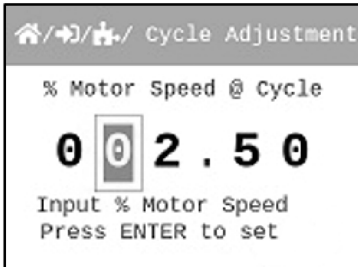 / / / Cycle Adjustment
% Motor Speed @ Cycle
002.50
Input % Motor Speed
Press ENTER to set